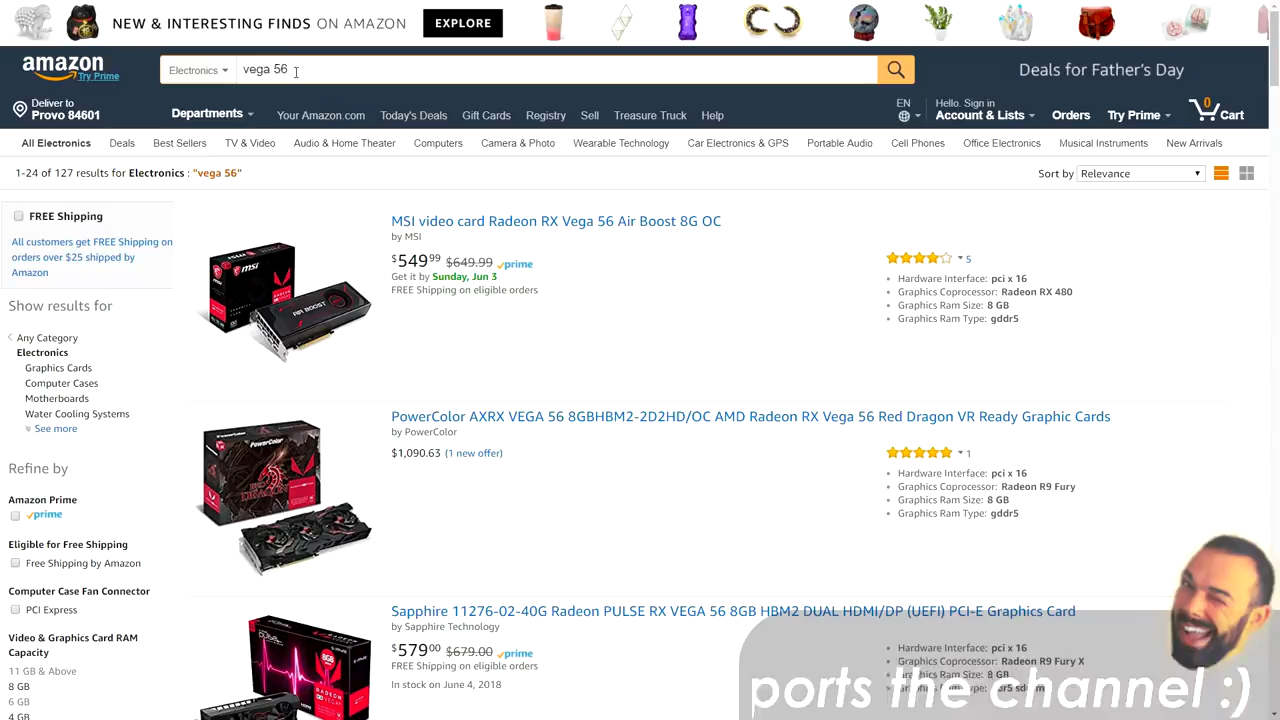 NEW & INTERESTING FINDS ON AMAZON EXPLORE
amazon
Try Prime
Electronics vega 56
Deals for Father's Day
Deliver to
Provo 84601
Departments Your Amazon.com Today's Deals Gift Cards Registry Sell Treasure Truck Help
EN
Hello. Sign in
Account & Lists Orders Try Prime 0 Cart
All Electronics Deals Best Sellers TV & Video Audio & Home Theater Computers Camera & Photo Wearable Technology Car Electronics & GPS Portable Audio Cell Phones Office Electronics Musical Instruments New Arrivals
1-24 of 127 results for Electronics : "vega 56"
Sort by Relevance
FREE Shipping
All customers get FREE Shipping on
orders over $25 shipped by
Amazon
Show results for
Any Category
Electronics
Graphics Cards
Computer Cases
Motherboards
Water Cooling Systems
See more
Refine by
Amazon Prime
prime
Eligible for Free Shipping
Free Shipping by Amazon
Computer Case Fan Connector
PCI Express
Video & Graphics Card RAM
Capacity
11 GB & Above
8 GB
6 GB
4 GB
MSI video card Radeon RX Vega 56 Air Boost 8G OC
by MSI
$549 99 $649.99 prime
Get it by Sunday, Jun 3
FREE Shipping on eligible orders
5
Hardware Interface: pci x 16
Graphics Coprocessor: Radeon RX 480
Graphics Ram Size: 8 GB
Graphics Ram Type: gddr5
msi
AIR BOOST
PowerColor AXRX VEGA 56 8GBHBM2-2D2HD/OC AMD Radeon RX Vega 56 Red Dragon VR Ready Graphic Cards
by PowerColor
$1,090.63 (1 new offer)
1
Hardware Interface: pci x 16
Graphics Coprocessor: Radeon R9 Fury
Graphics Ram Size: 8 GB
Graphics Ram Type: gddr5
PowerColor
RED DRAGON
Sapphire 11276-02-40G Radeon PULSE RX VEGA 56 8GB HBM2 DUAL HDMI/DP (UEFI) PCI-E Graphics Card
by Sapphire Technology
$579 00 $679.00 prime
FREE Shipping on eligible orders
In stock on June 4, 2018
Hardware Interface: pci x 16
Graphics Coprocessor: Radeon R9 Fury X
Graphics Ram Size: 8 GB
ports the channel :)